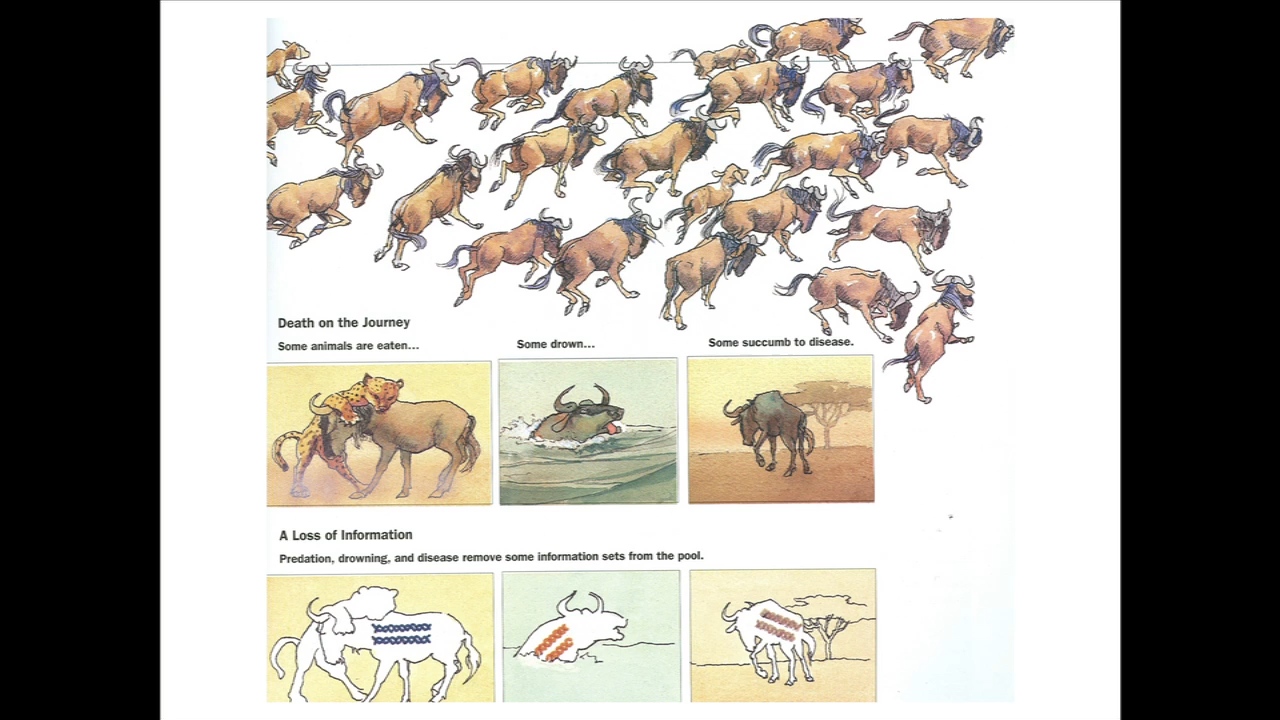 Death on the Journey
Some animals are eaten...
Some drown...
Some succumb to disease.
A Loss of Information
Predation, drowning, and disease remove some information sets from the pool.